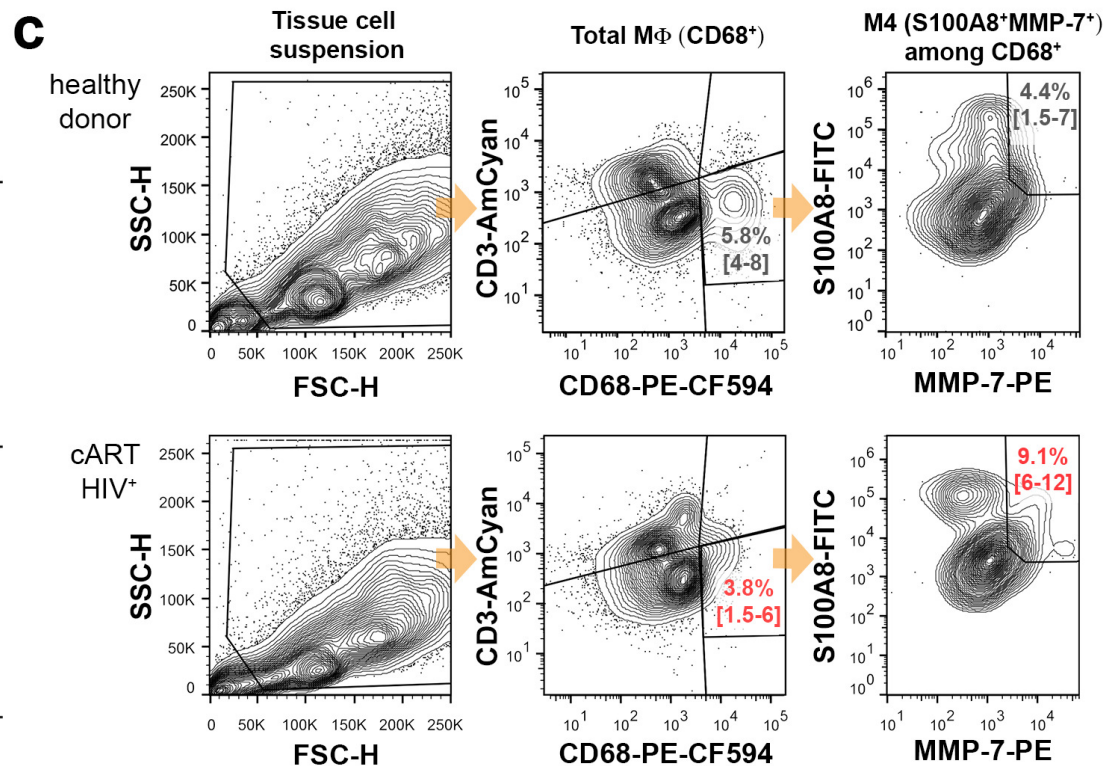 c
Tissue cell
suspension
Total MΦ (CD68⁺)
M4 (S100A8⁺MMP-7⁺)
among CD68⁺
healthy
donor
SSC-H
250K
200K
150K
100K
50K
0
0 50K 100K 150K 200K 250K
FSC-H
CD3-AmCyan
10⁵
10⁴
10³
10²
10¹
5.8%
[4-8]
10¹ 10² 10³ 10⁴ 10⁵
CD68-PE-CF594
S100A8-FITC
10⁶
10⁵
10⁴
10³
10²
10¹
10⁰
4.4%
[1.5-7]
10¹ 10² 10³ 10⁴
MMP-7-PE
cART
HIV⁺
SSC-H
250K
200K
150K
100K
50K
0
0 50K 100K 150K 200K 250K
FSC-H
CD3-AmCyan
10⁵
10⁴
10³
10²
10¹
3.8%
[1.5-6]
10¹ 10² 10³ 10⁴ 10⁵
CD68-PE-CF594
S100A8-FITC
10⁶
10⁵
10⁴
10³
10²
10¹
10⁰
9.1%
[6-12]
10¹ 10² 10³ 10⁴
MMP-7-PE